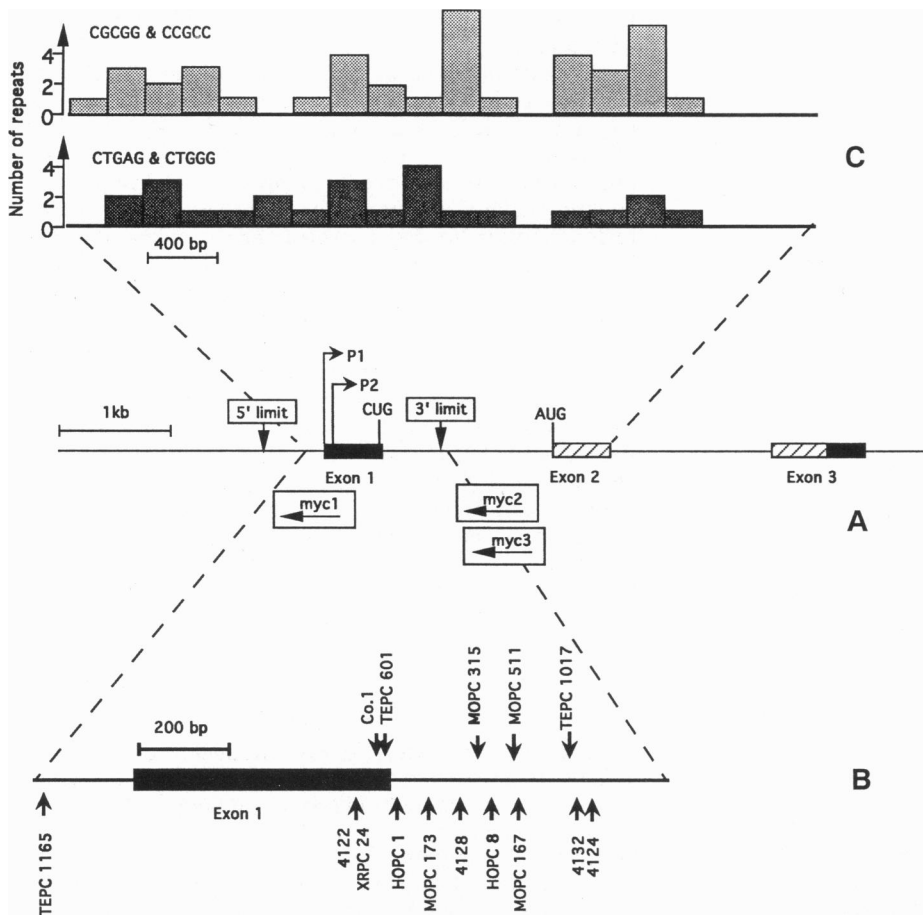 CGCGG & CCGCC
4
2
0
Number of repeats
C
CTGAG & CTGGG
4
2
0
400 bp
P1
P2
1kb
5' limit
CUG
3' limit
AUG
Exon 1
Exon 2
Exon 3
myc1
myc2
myc3
A
Co.1
TEPC 601
MOPC 315
MOPC 511
TEPC 1017
200 bp
B
Exon 1
TEPC 1165
4122
XRPC 24
HOPC 1
MOPC 173
4128
HOPC 8
MOPC 167
4132
4124